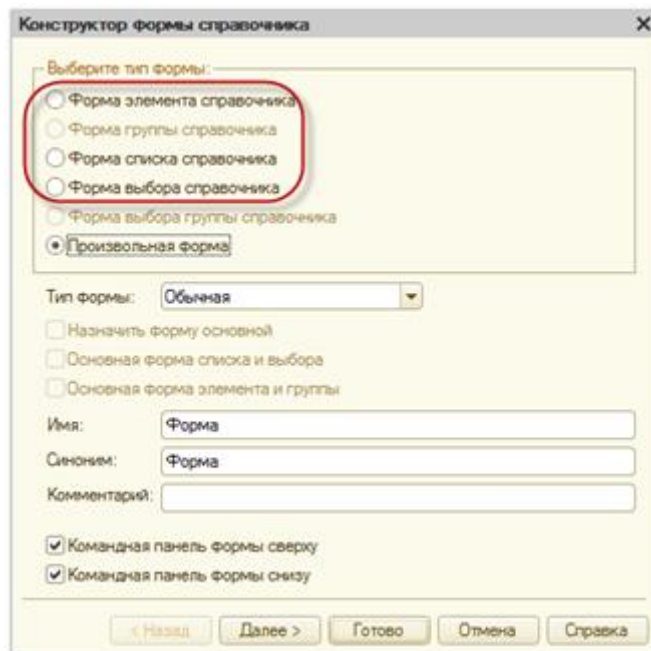 Конструктор формы справочника
Выберите тип формы:
Форма элемента справочника
Форма группы справочника
Форма списка справочника
Форма выбора справочника
Форма выбора группы справочника
Произвольная форма
Тип формы: Обычная
Назначить форму основной
Основная форма списка и выбора
Основная форма элемента и группы
Имя: Форма
Синоним: Форма
Комментарий:
Командная панель формы сверху
Командная панель формы снизу
< Назад Далее > Готово Отмена Справка